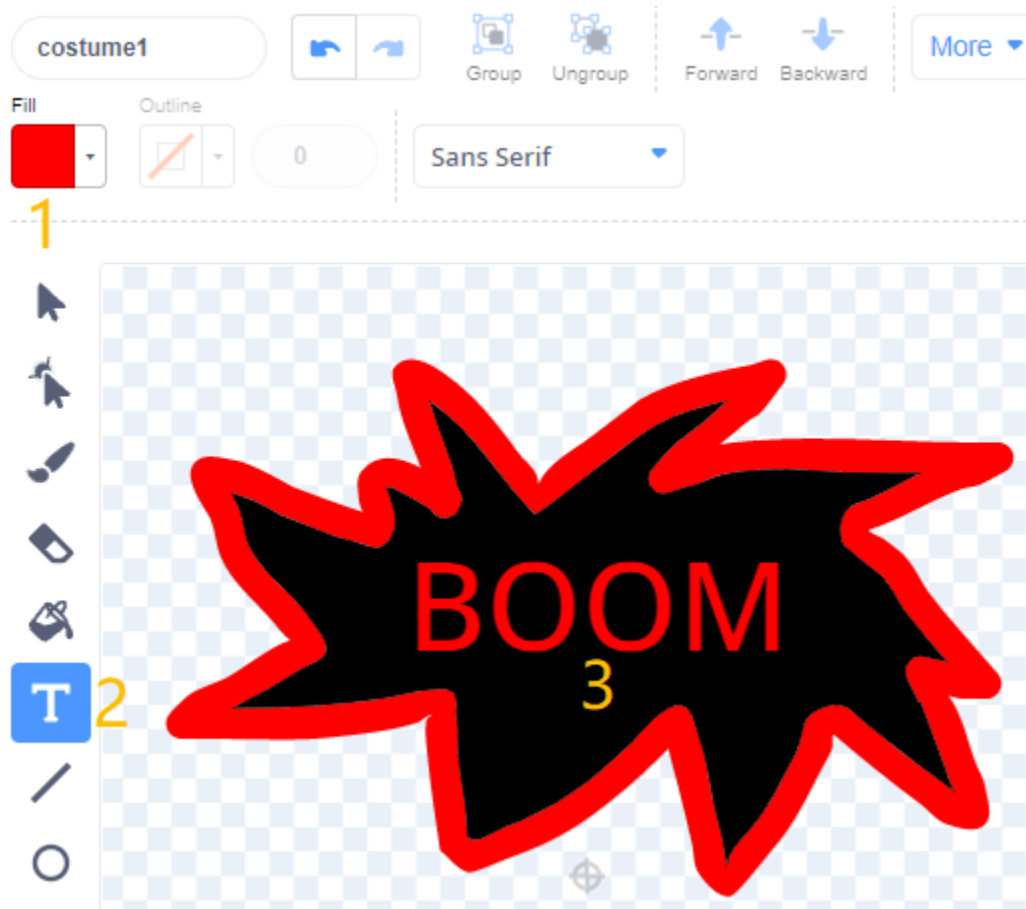 costume1
Group
Ungroup
Forward
Backward
More
Fill
Outline
0
Sans Serif
1
T
2
BOOM
3